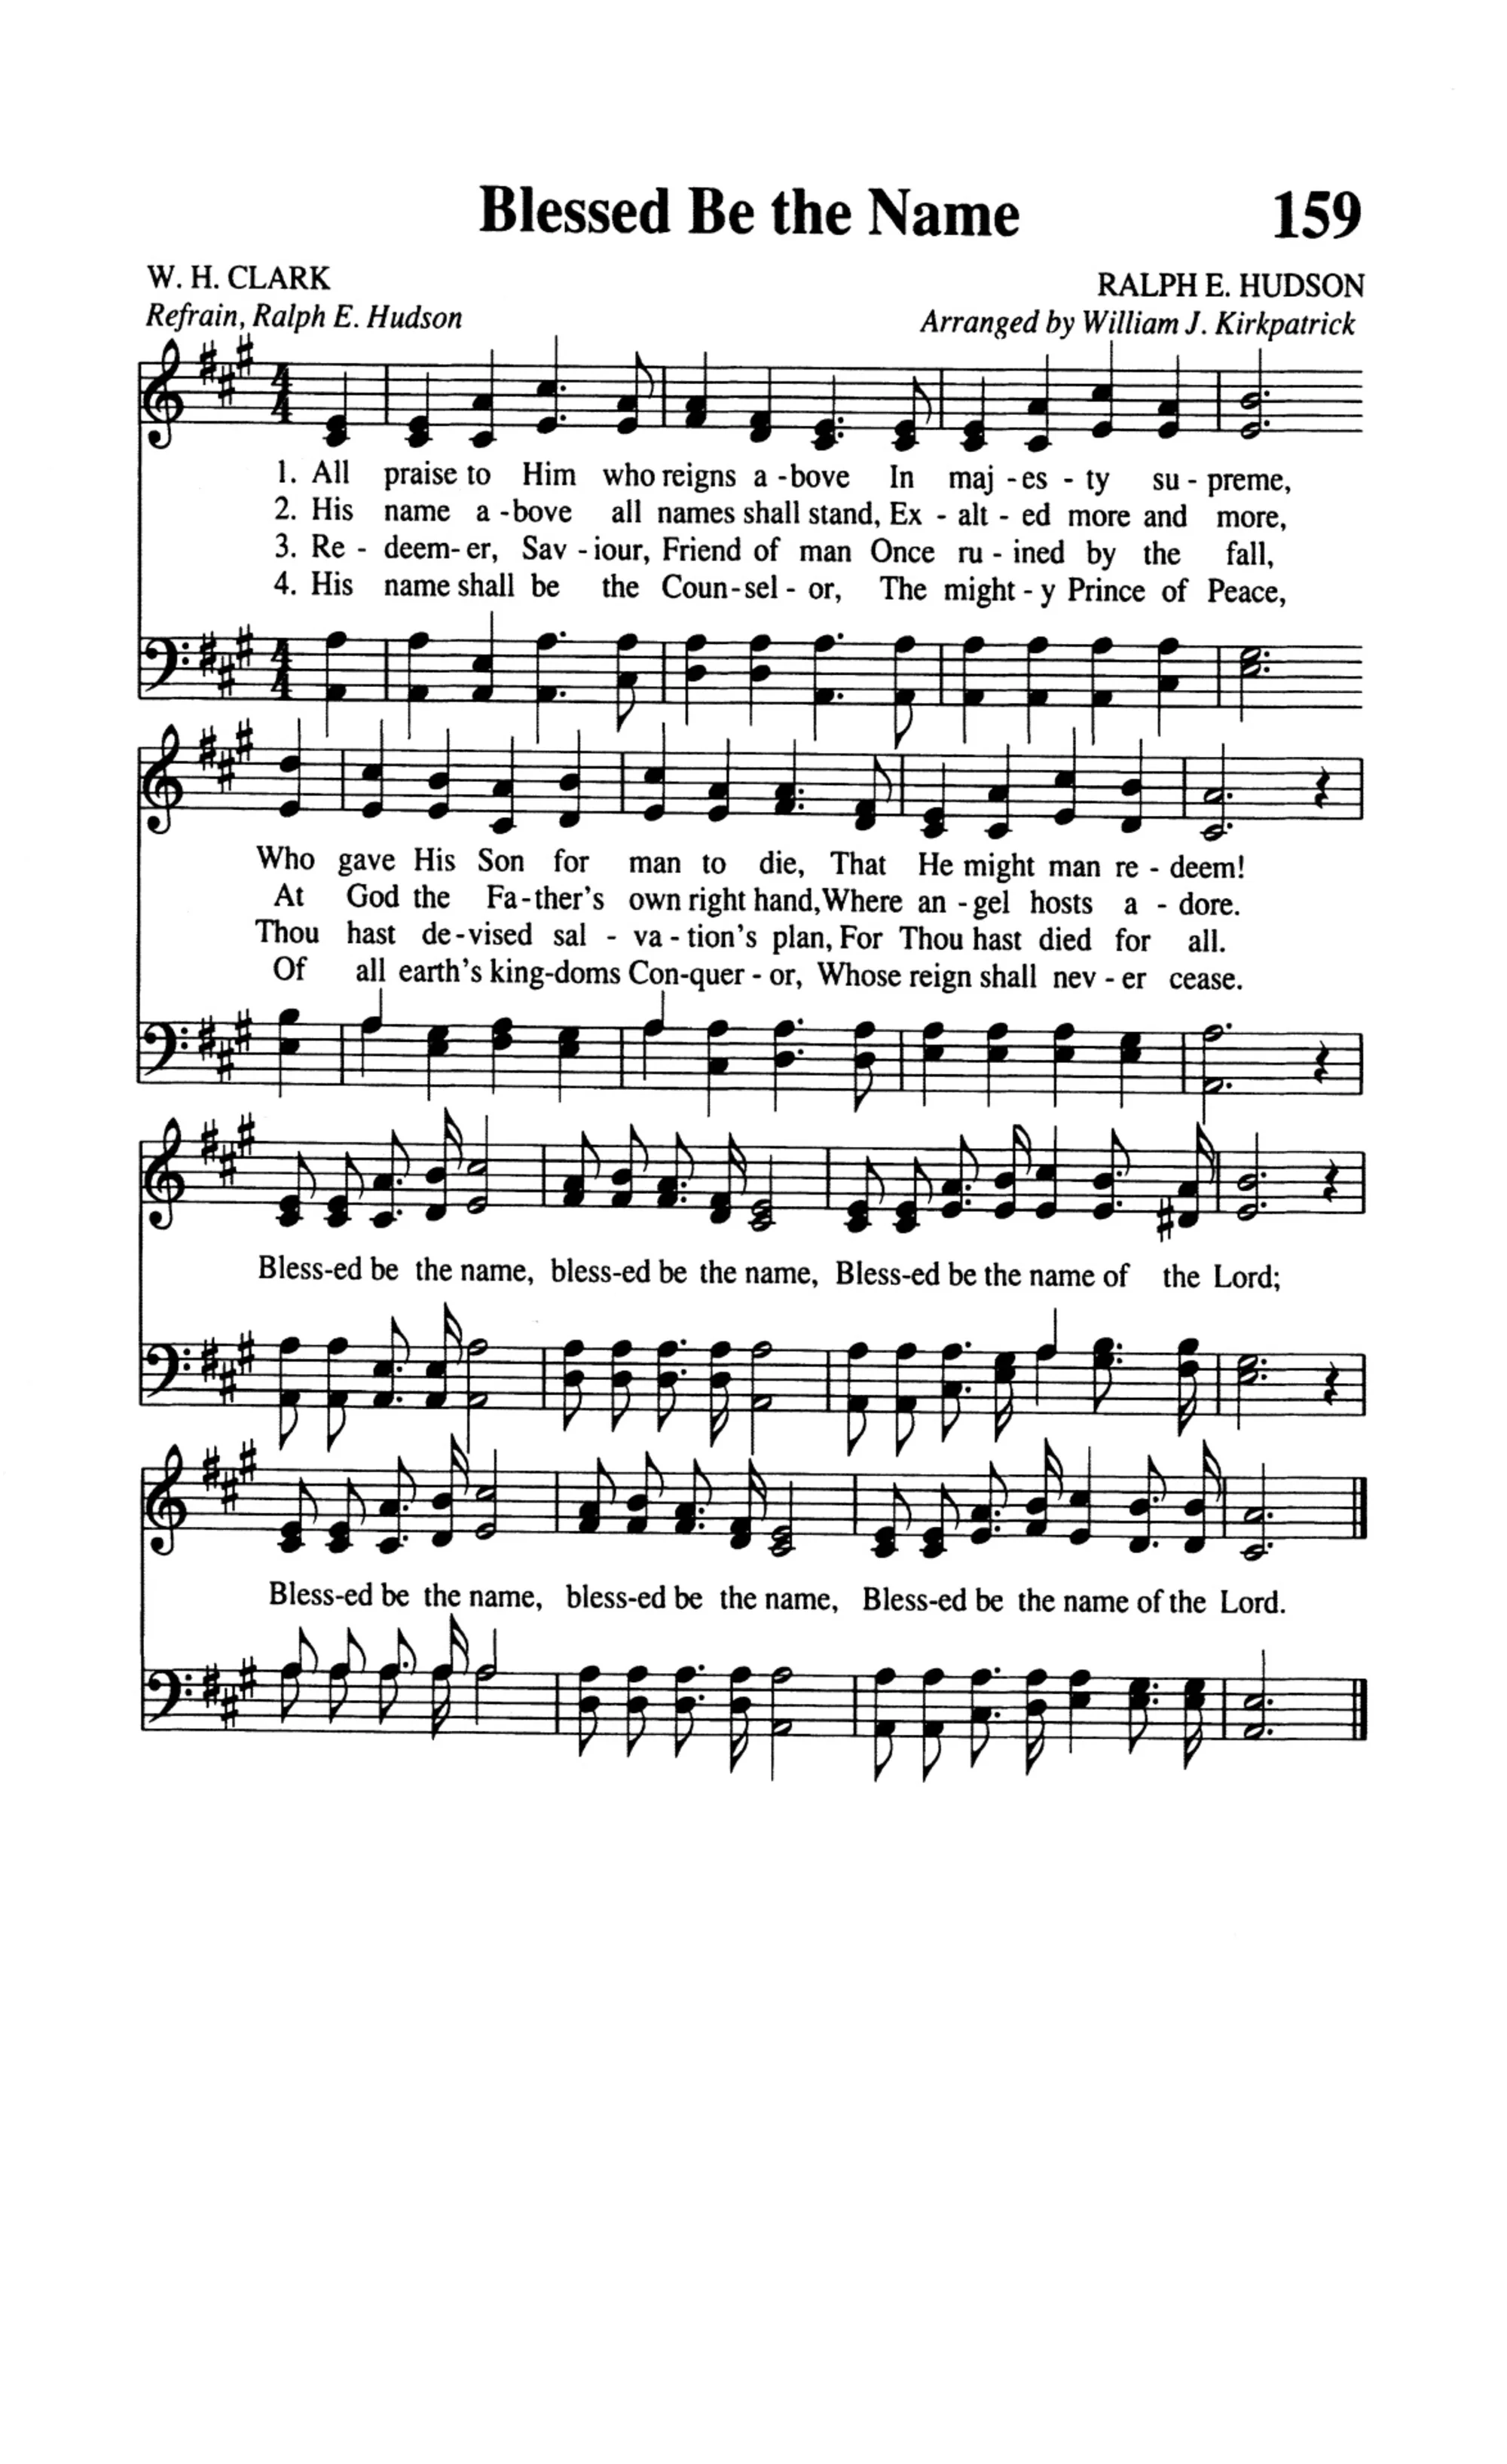 Blessed Be the Name 159
W. H. CLARK RALPH E. HUDSON
Refrain, Ralph E. Hudson Arranged by William J. Kirkpatrick
1. All praise to Him who reigns a - bove In maj - es - ty su - preme,
2. His name a - bove all names shall stand, Ex - alt - ed more and more,
3. Re - deem - er, Sav - iour, Friend of man Once ru - ined by the fall,
4. His name shall be the Coun - sel - or, The might - y Prince of Peace,
Who gave His Son for man to die, That He might man re - deem!
At God the Fa - ther's own right hand, Where an - gel hosts a - dore.
Thou hast de - vised sal - va - tion's plan, For Thou hast died for all.
Of all earth's king - doms Con - quer - or, Whose reign shall nev - er cease.
Bless-ed be the name, bless-ed be the name, Bless-ed be the name of the Lord;
Bless-ed be the name, bless-ed be the name, Bless-ed be the name of the Lord.